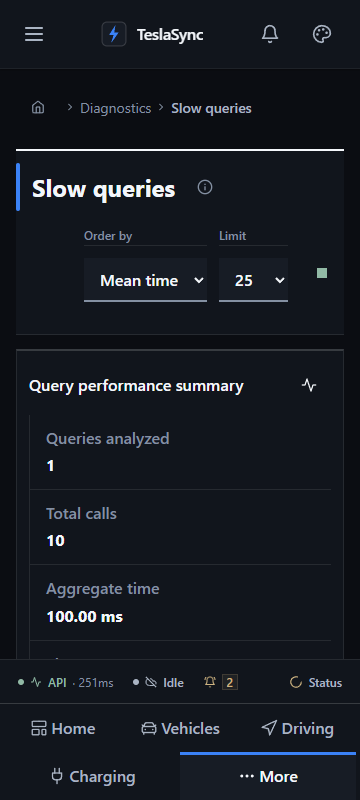 TeslaSync
Diagnostics
Slow queries
Slow queries
Order by
Limit
Mean time
25
Query performance summary
Queries analyzed
1
Total calls
10
Aggregate time
100.00 ms
API · 251ms
Idle
2
Status
Home
Vehicles
Driving
Charging
More